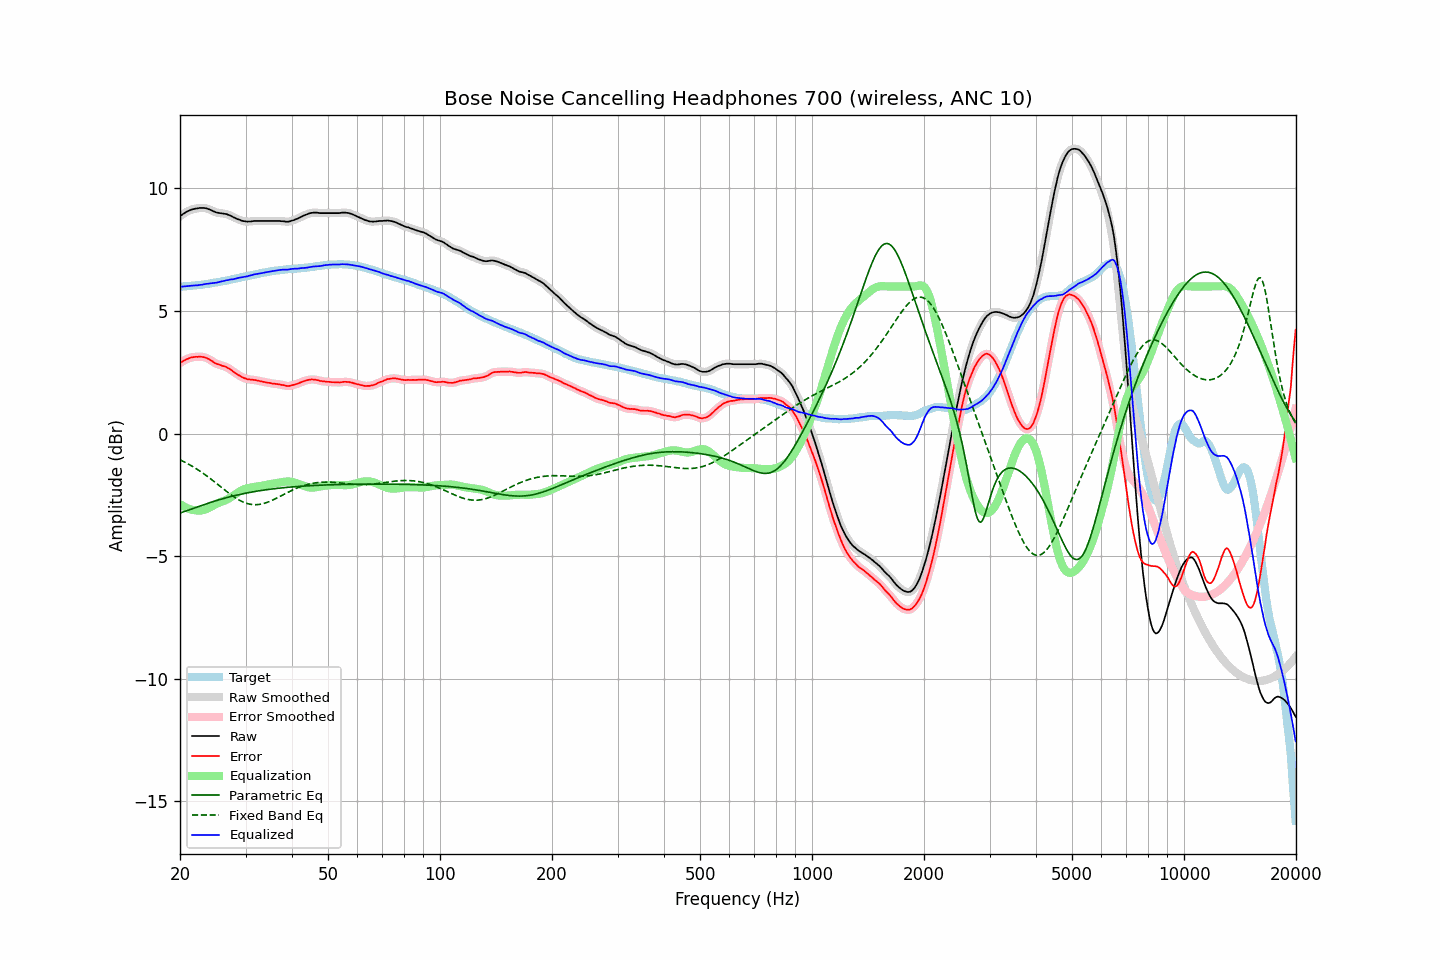 Bose Noise Cancelling Headphones 700 (wireless, ANC 10)
Amplitude (dBr)
10
5
0
−5
−10
−15
Target
Raw Smoothed
Error Smoothed
Raw
Error
Equalization
Parametric Eq
Fixed Band Eq
Equalized
20 50 100 200 500 1000 2000 5000 10000 20000
Frequency (Hz)